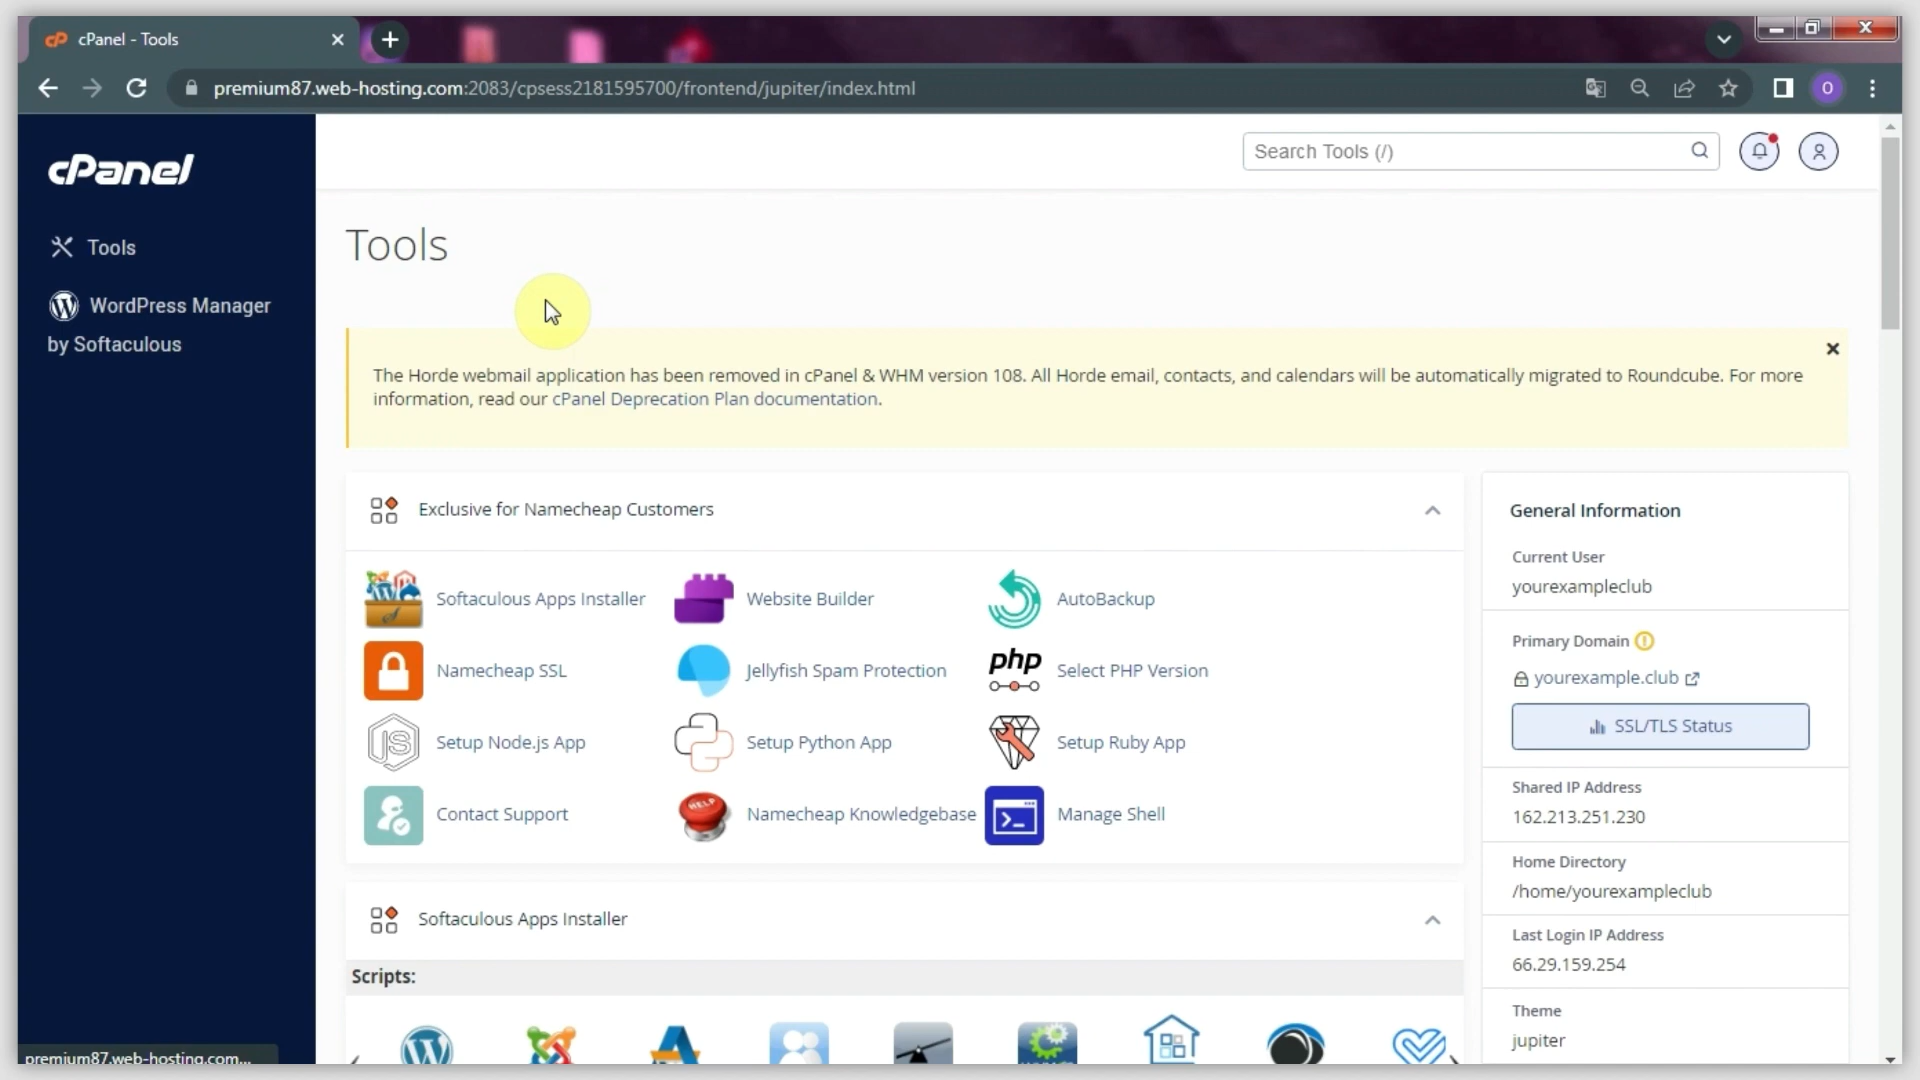 cPanel - Tools
premium87.web-hosting.com:2083/cpsess2181595700/frontend/jupiter/index.html
O
cPanel
Search Tools (/)
Tools
WordPress Manager
by Softaculous
Tools
The Horde webmail application has been removed in cPanel & WHM version 108. All Horde email, contacts, and calendars will be automatically migrated to Roundcube. For more
information, read our cPanel Deprecation Plan documentation.
Exclusive for Namecheap Customers
Softaculous Apps Installer
Website Builder
AutoBackup
Namecheap SSL
Jellyfish Spam Protection
php
Select PHP Version
JS
Setup Node.js App
Setup Python App
Setup Ruby App
Contact Support
HELP
Namecheap Knowledgebase
Manage Shell
General Information
Current User
yourexampleclub
Primary Domain
yourexample.club
SSL/TLS Status
Shared IP Address
162.213.251.230
Home Directory
/home/yourexampleclub
Last Login IP Address
66.29.159.254
Theme
jupiter
Softaculous Apps Installer
Scripts:
premium87.web-hosting.com...